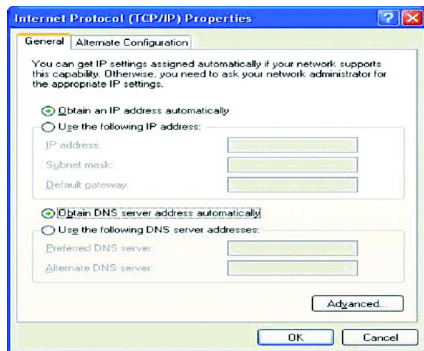 Internet Protocol (TCP/IP) Properties
General
Alternate Configuration
You can get IP settings assigned automatically if your network supports
this capability. Otherwise, you need to ask your network administrator for
the appropriate IP settings.
Obtain an IP address automatically
Use the following IP address:
IP address:
Subnet mask:
Default gateway:
Obtain DNS server address automatically
Use the following DNS server addresses:
Preferred DNS server:
Alternate DNS server:
Advanced...
OK
Cancel